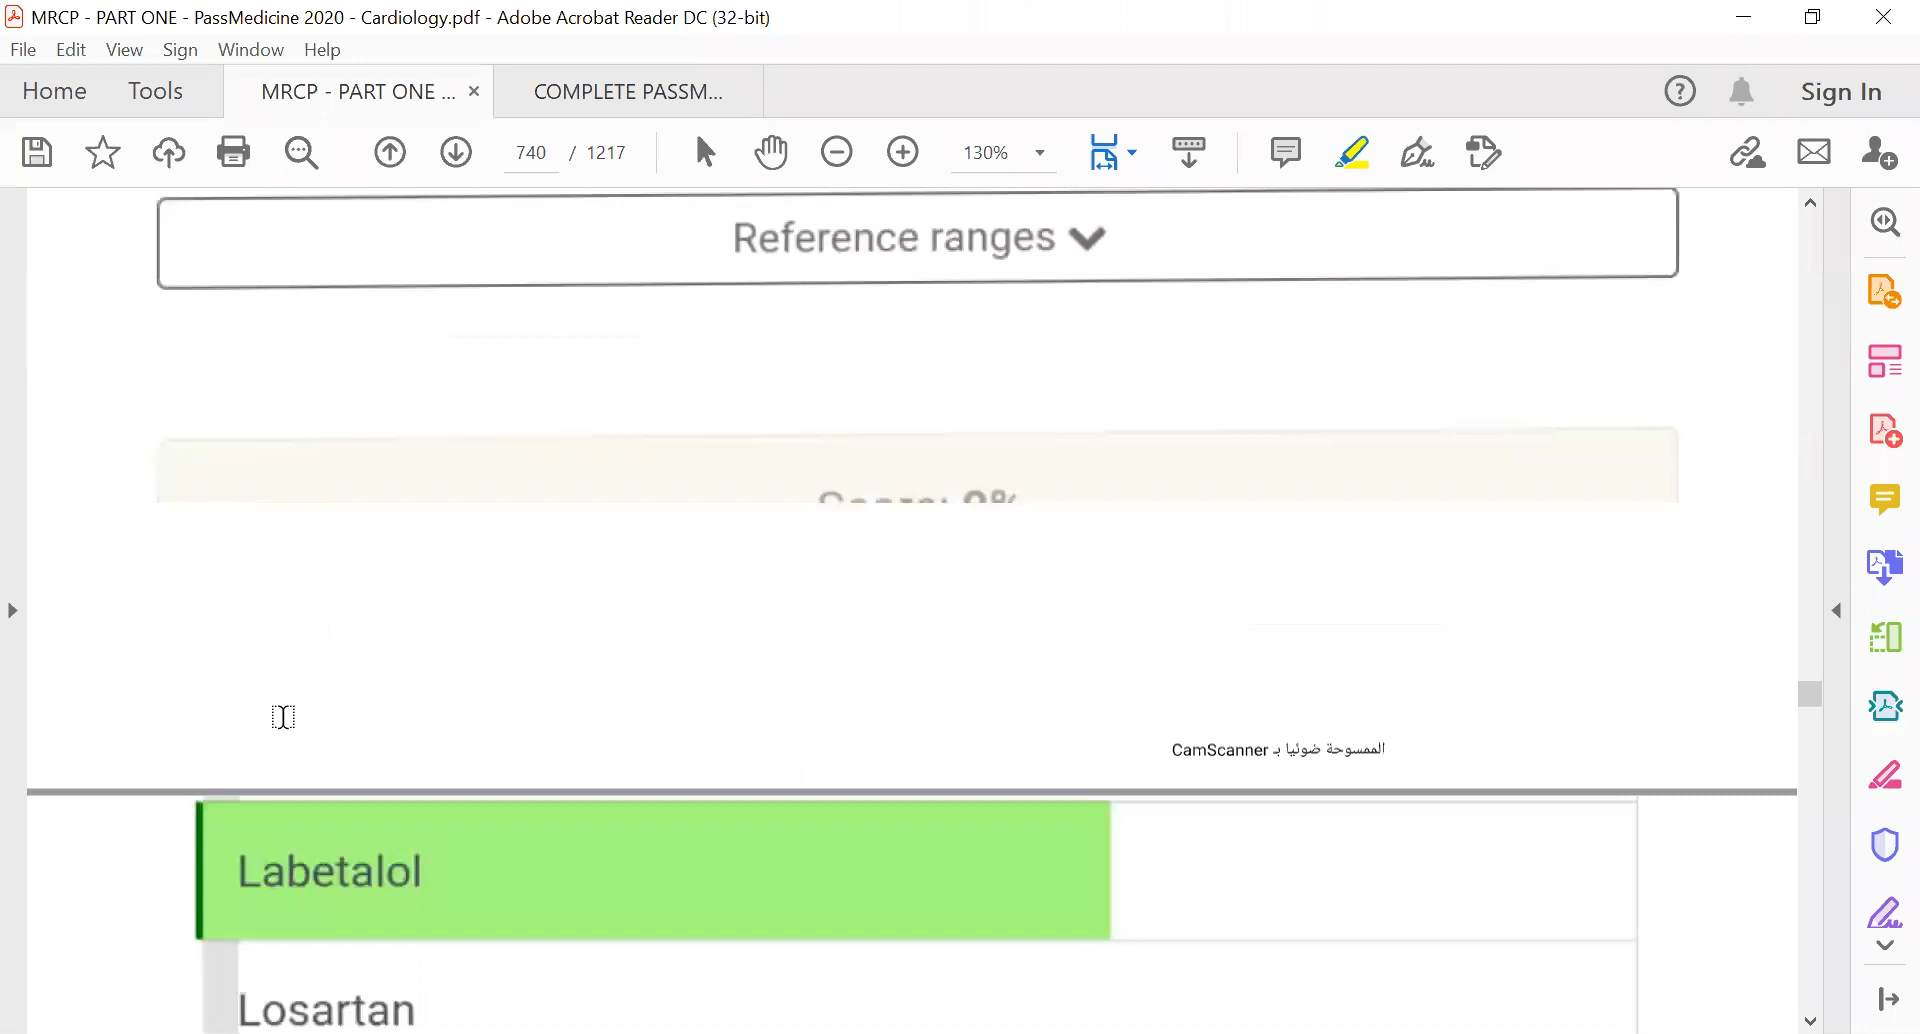 MRCP - PART ONE - PassMedicine 2020 - Cardiology.pdf - Adobe Acrobat Reader DC (32-bit)
File Edit View Sign Window Help
Home Tools MRCP - PART ONE ... × COMPLETE PASSM... Sign In
740 / 1217 130%
Reference ranges
Score: 0%
الممسوحة ضوئيا بـ CamScanner
Labetalol
Losartan